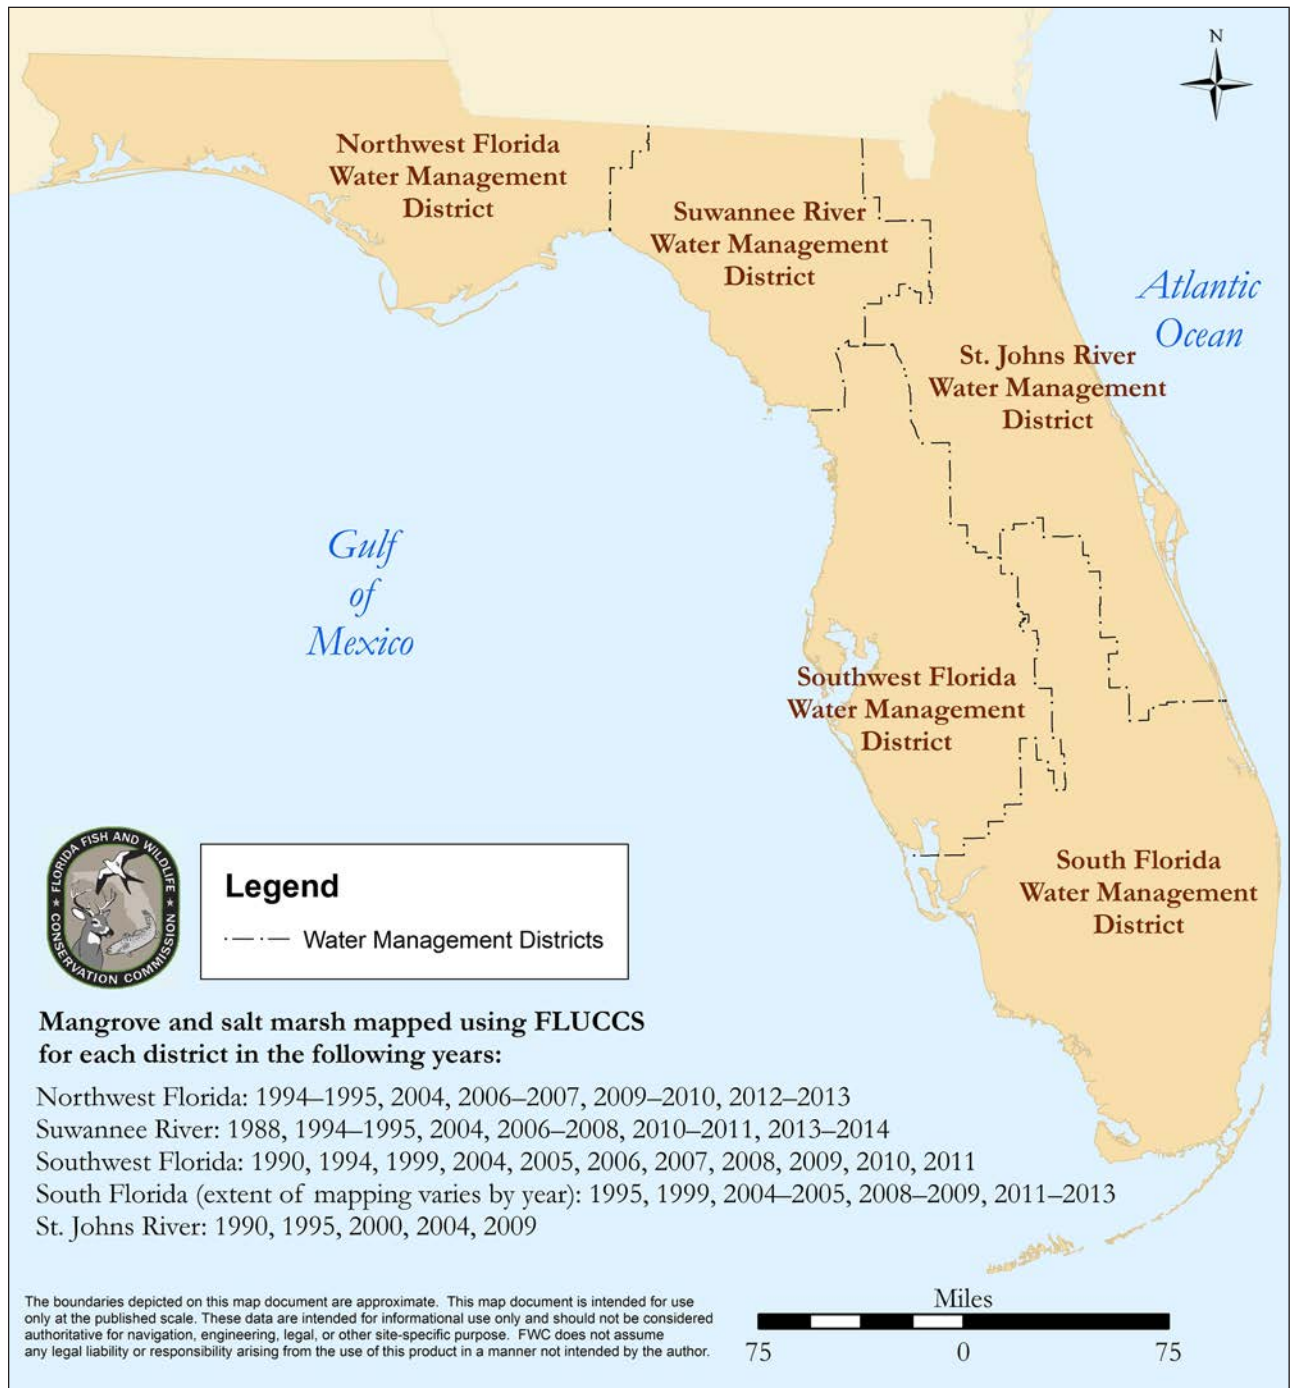 N
Northwest Florida
Water Management
District
Suwannee River
Water Management
District
Atlantic
Ocean
St. Johns River
Water Management
District
Gulf
of
Mexico
Southwest Florida
Water Management
District
South Florida
Water Management
District
FLORIDA FISH AND WILDLIFE
CONSERVATION COMMISSION
Legend
Water Management Districts
Mangrove and salt marsh mapped using FLUCCS
for each district in the following years:
Northwest Florida: 1994–1995, 2004, 2006–2007, 2009–2010, 2012–2013
Suwannee River: 1988, 1994–1995, 2004, 2006–2008, 2010–2011, 2013–2014
Southwest Florida: 1990, 1994, 1999, 2004, 2005, 2006, 2007, 2008, 2009, 2010, 2011
South Florida (extent of mapping varies by year): 1995, 1999, 2004–2005, 2008–2009, 2011–2013
St. Johns River: 1990, 1995, 2000, 2004, 2009
The boundaries depicted on this map document are approximate. This map document is intended for use
only at the published scale. These data are intended for informational use only and should not be considered
authoritative for navigation, engineering, legal, or other site-specific purpose. FWC does not assume
any legal liability or responsibility arising from the use of this product in a manner not intended by the author.
Miles
75 0 75